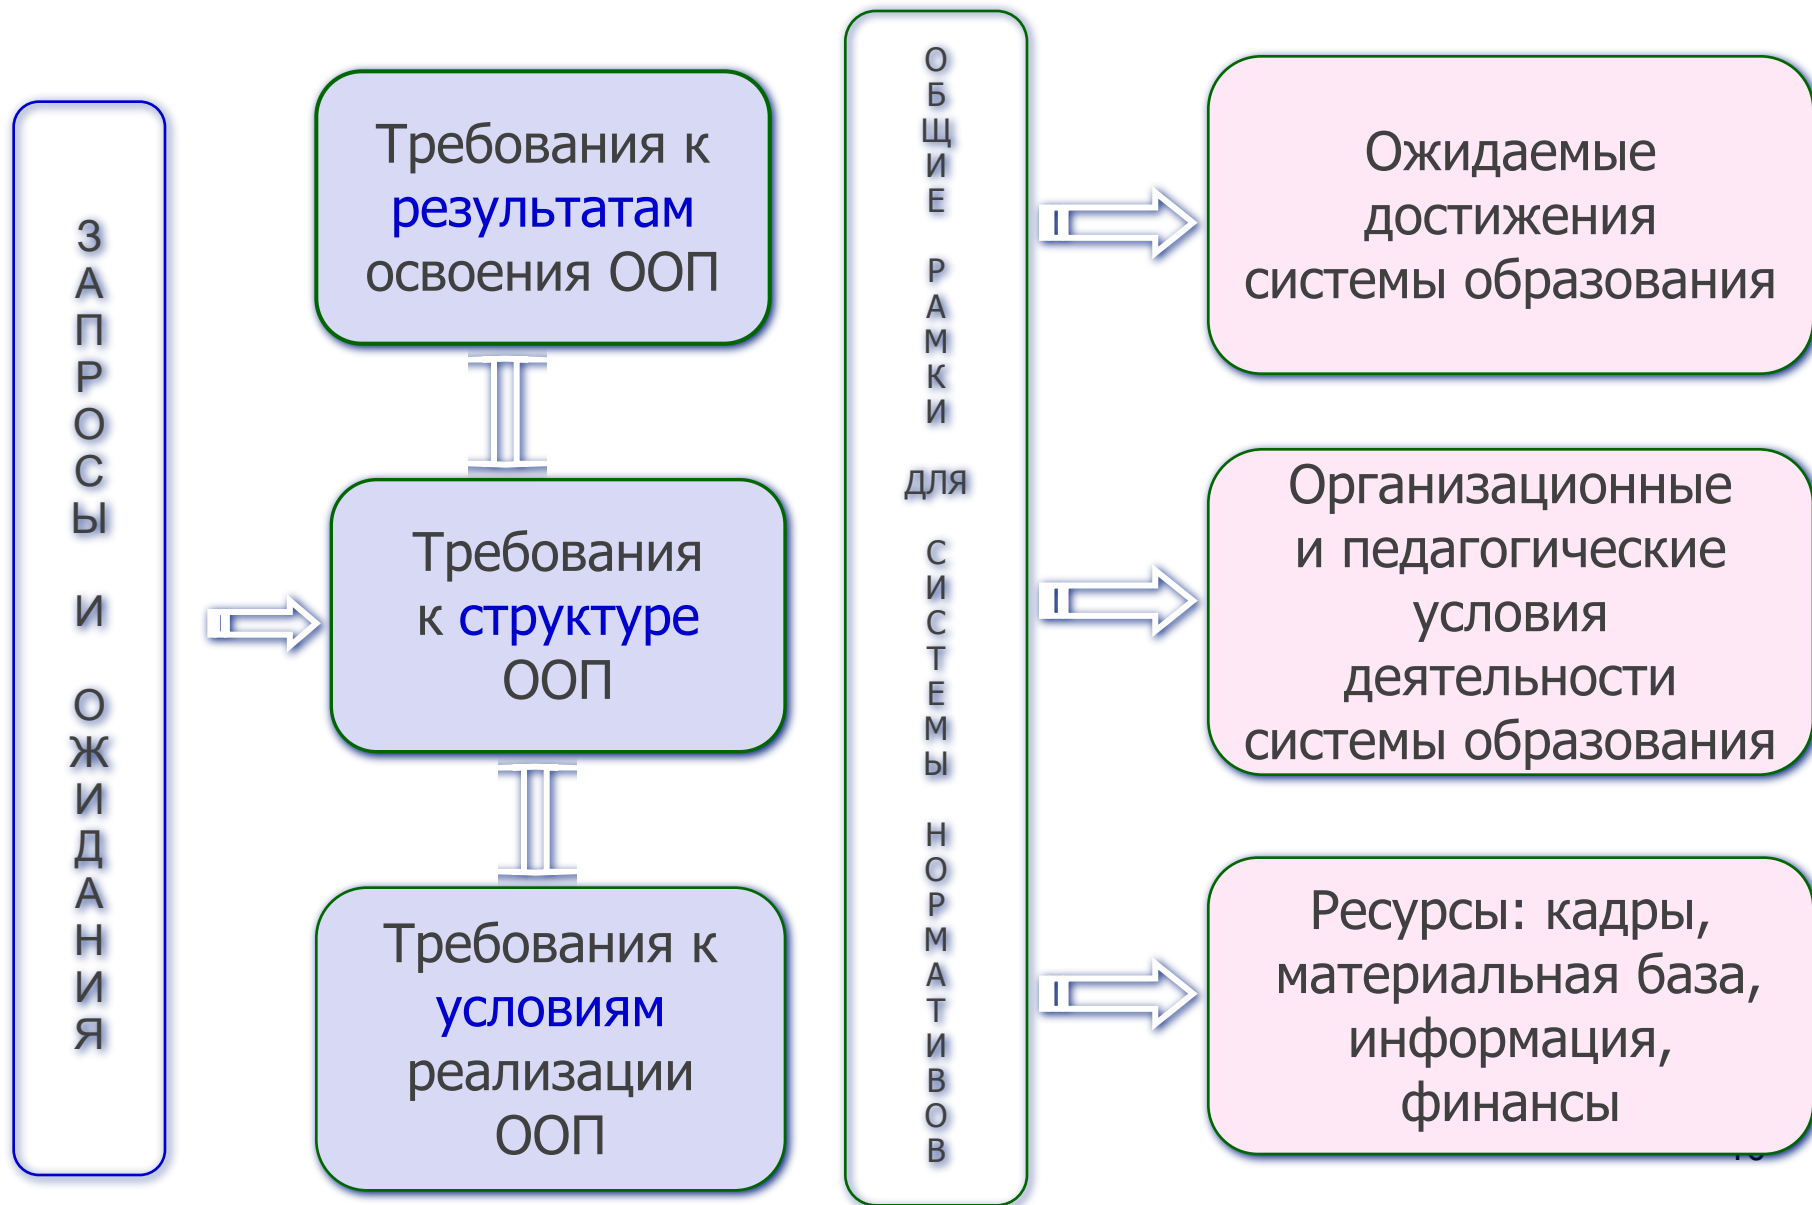 ЗАПРОСЫ И ОЖИДАНИЯ
Требования к
результатам
освоения ООП
Требования
к структуре
ООП
Требования к
условиям
реализации
ООП
ОБЩИЕ РАМКИ ДЛЯ СИСТЕМЫ НОРМАТИВОВ
Ожидаемые
достижения
системы образования
Организационные
и педагогические
условия
деятельности
системы образования
Ресурсы: кадры,
материальная база,
информация,
финансы